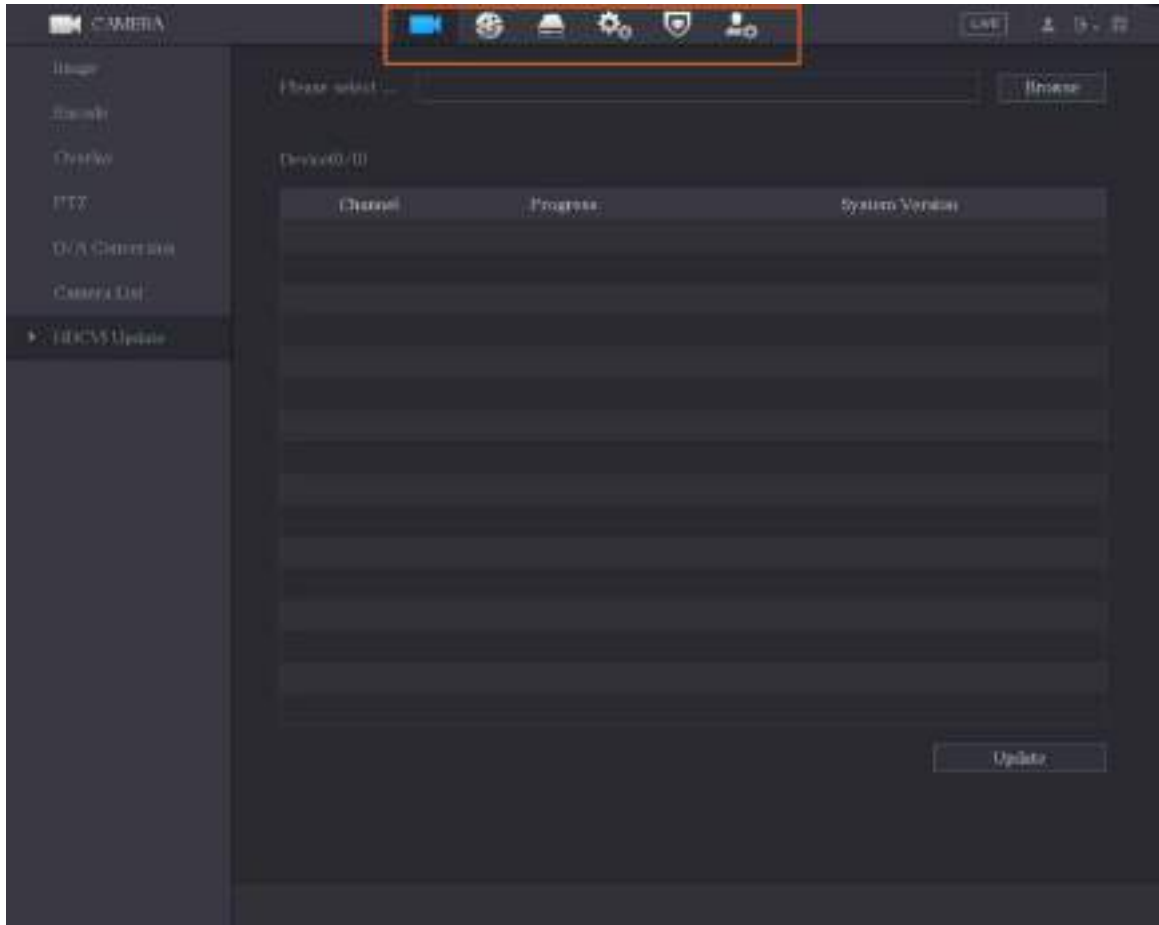 CAMERA
LIVE
Image
Please select ...
Browse
Encode
Overlay
Device(0/0)
PTZ
Channel Progress System Version
D/A Conversion
Camera List
HDCVI Update
Update